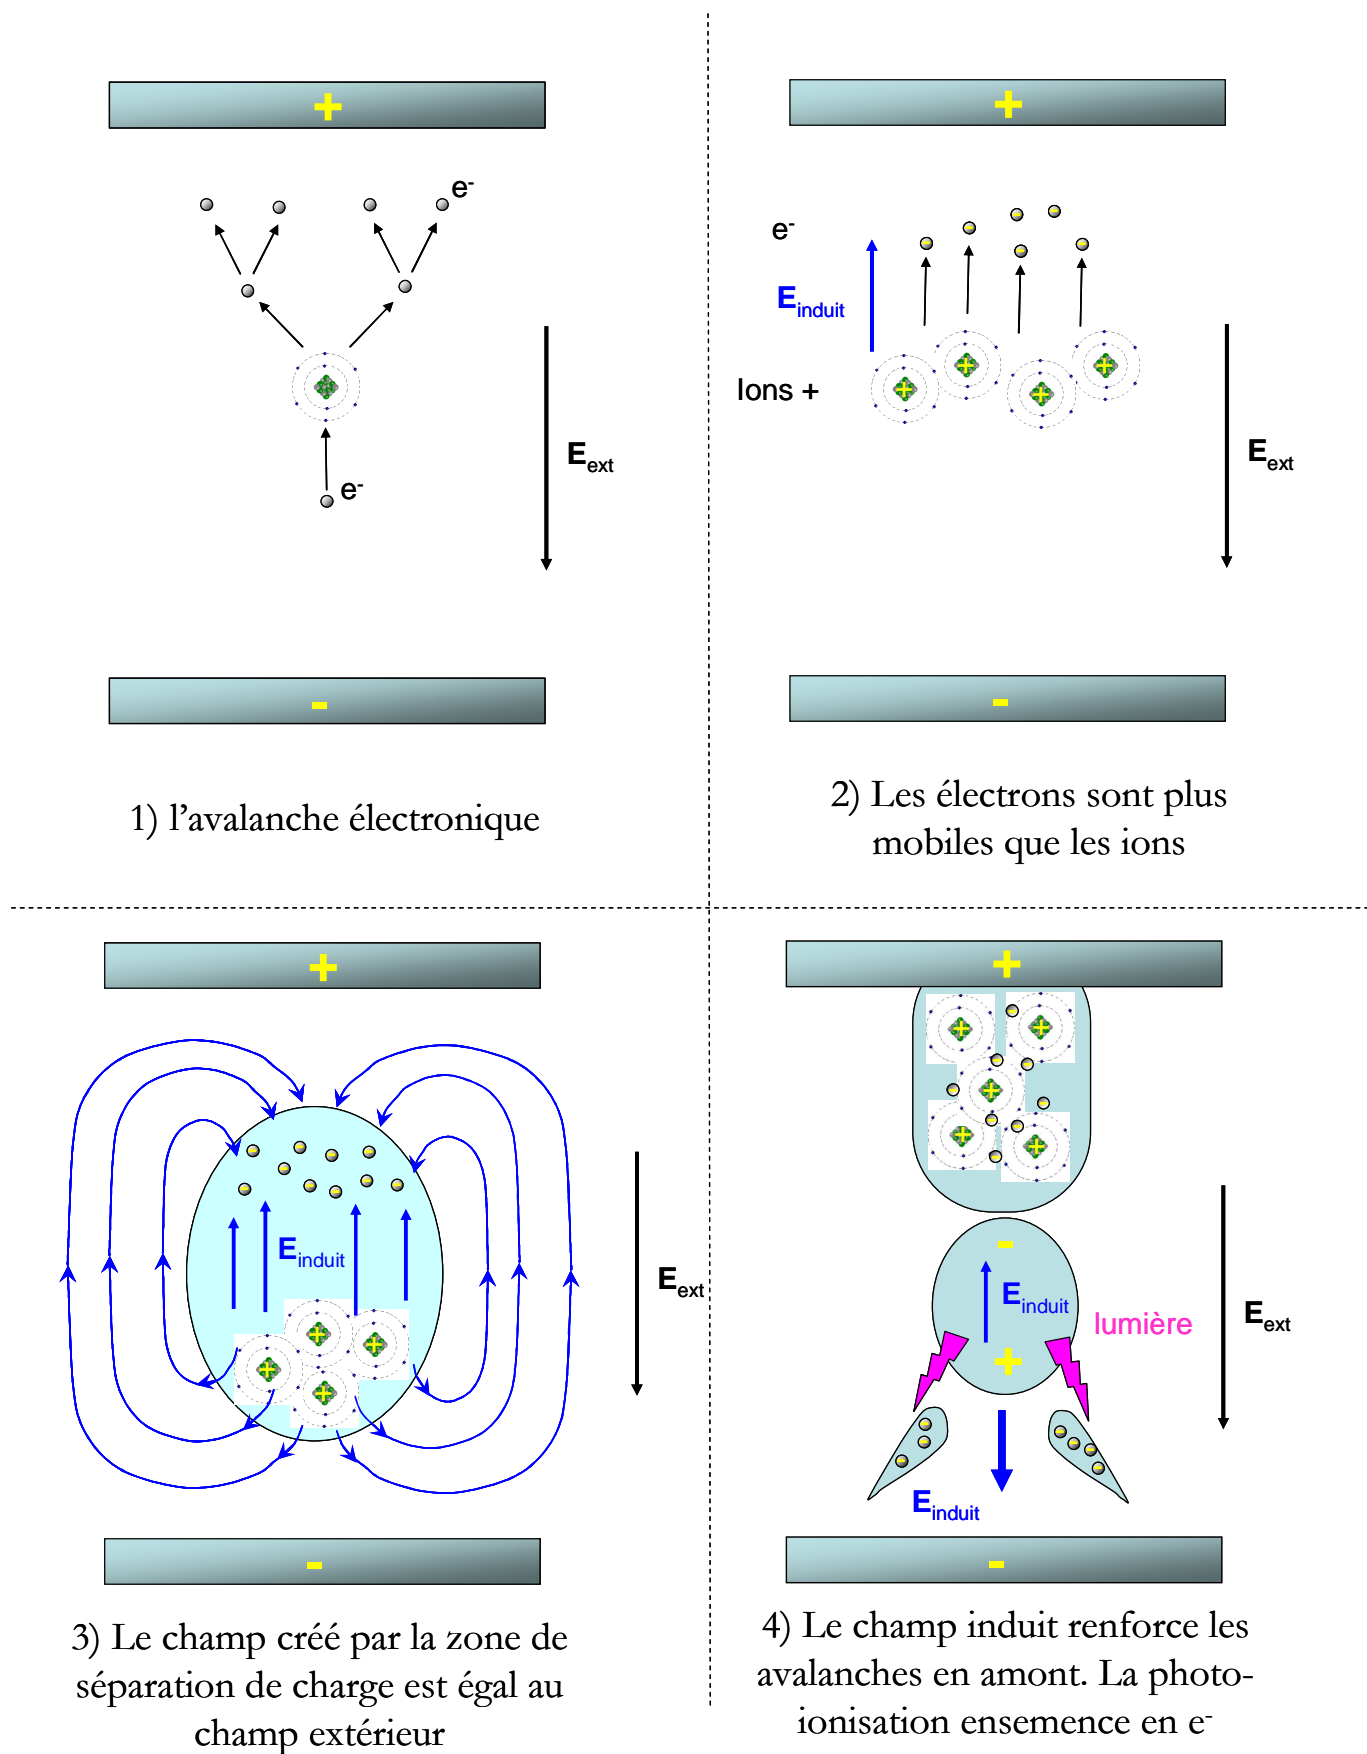 +
e-
e-
Eext
-
1) l’avalanche électronique
+
e-
Einduit
Ions +
+ + + +
Eext
-
2) Les électrons sont plus
mobiles que les ions
+
Einduit
Eext
+ + + +
-
3) Le champ créé par la zone de
séparation de charge est égal au
champ extérieur
+
+ +
+
+ +
-
Einduit
lumière
Eext
+
Einduit
-
4) Le champ induit renforce les
avalanches en amont. La photo-
ionisation ensemence en e-